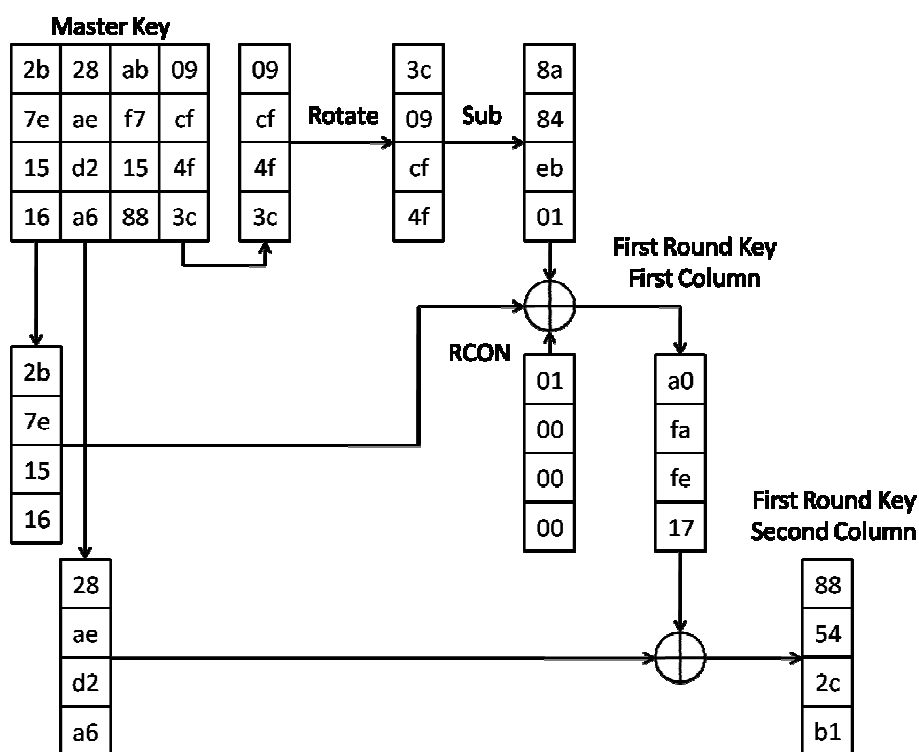 Master Key
2b 28 ab 09
7e ae f7 cf
15 d2 15 4f
16 a6 88 3c
09
cf
4f
3c
Rotate
3c
09
cf
4f
Sub
8a
84
eb
01
First Round Key
First Column
2b
7e
15
16
RCON
01
00
00
00
a0
fa
fe
17
First Round Key
Second Column
28
ae
d2
a6
88
54
2c
b1